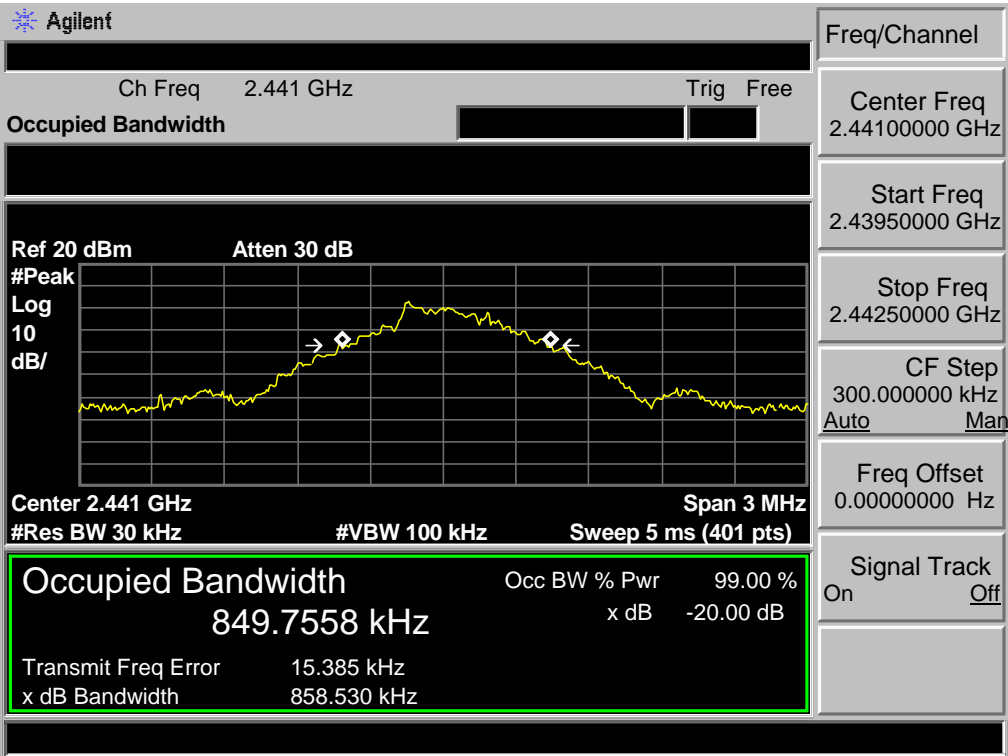 Agilent
Freq/Channel
Ch Freq 2.441 GHz Trig Free
Occupied Bandwidth
Center Freq
2.44100000 GHz
Start Freq
2.43950000 GHz
Stop Freq
2.44250000 GHz
CF Step
300.000000 kHz
Auto Man
Freq Offset
0.00000000 Hz
Signal Track
On Off
Ref 20 dBm Atten 30 dB
#Peak
Log
10
dB/
Center 2.441 GHz Span 3 MHz
#Res BW 30 kHz #VBW 100 kHz Sweep 5 ms (401 pts)
Occupied Bandwidth
849.7558 kHz
Occ BW % Pwr 99.00 %
x dB -20.00 dB
Transmit Freq Error 15.385 kHz
x dB Bandwidth 858.530 kHz